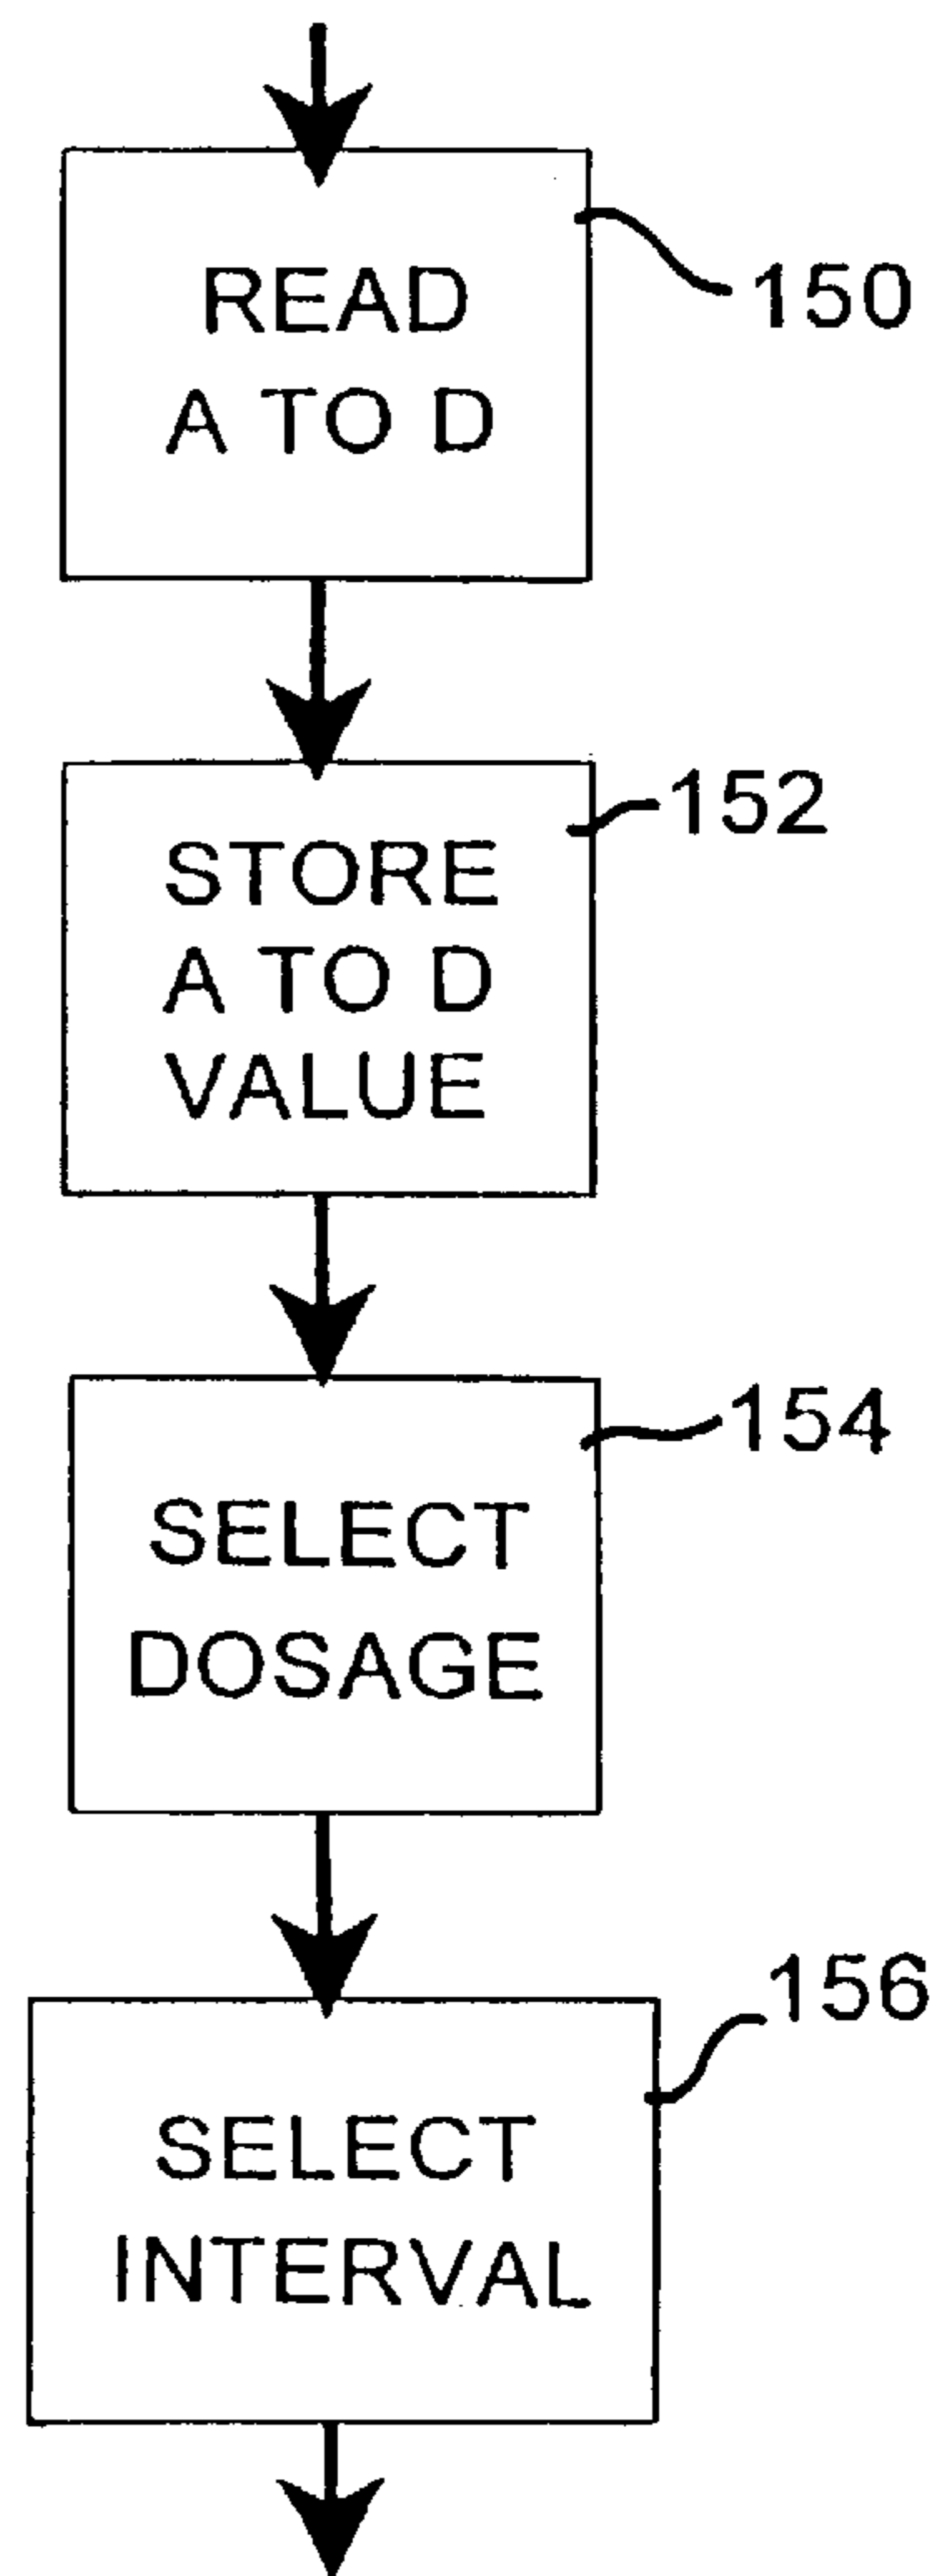 READ
A TO D
150
STORE
A TO D
VALUE
152
SELECT
DOSAGE
154
SELECT
INTERVAL
156